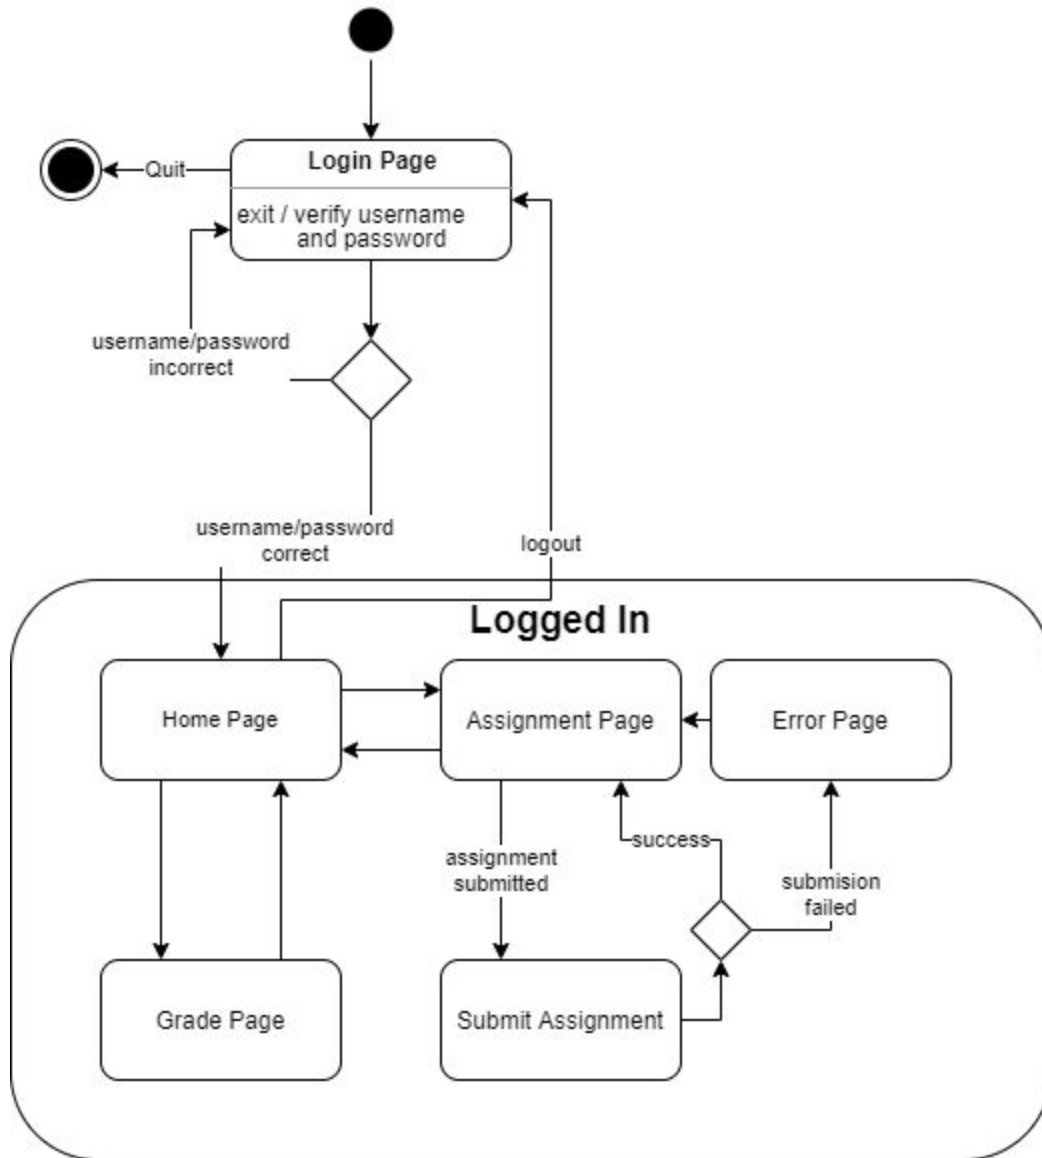 Login Page
Quit
exit / verify username
and password
username/password
incorrect
username/password
correct
logout
Logged In
Home Page
Assignment Page
Error Page
success
assignment
submitted
submision
failed
Grade Page
Submit Assignment